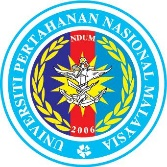 UNIVERSITI PERTAHANAN NASIONAL MALAYSIA
NDUM
2006